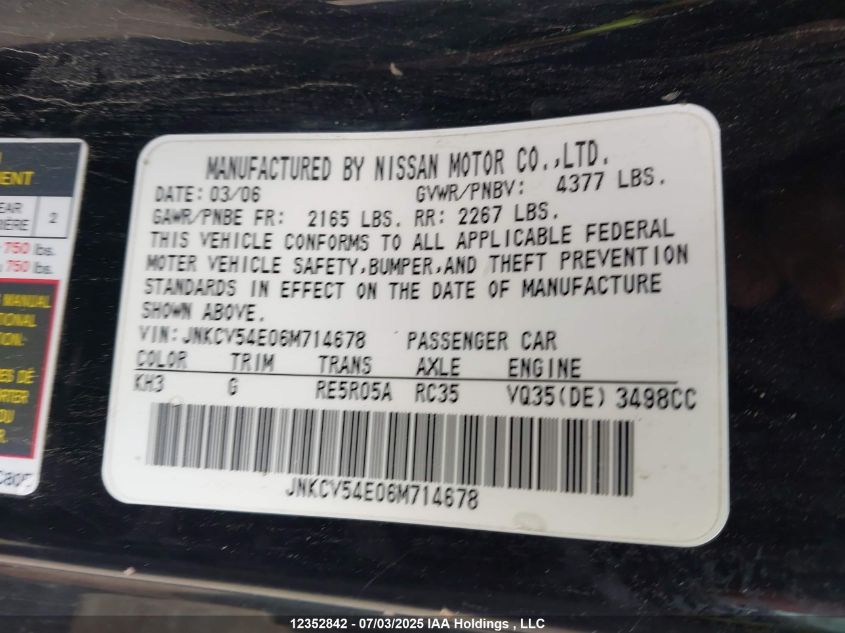 MANUFACTURED BY NISSAN MOTOR CO.,LTD.
DATE: 03/06 GVWR/PNBV: 4377 LBS.
GAWR/PNBE FR: 2165 LBS. RR: 2267 LBS.
THIS VEHICLE CONFORMS TO ALL APPLICABLE FEDERAL
MOTER VEHICLE SAFETY,BUMPER,AND THEFT PREVENTION
STANDARDS IN EFFECT ON THE DATE OF MANUFACTURE
SHOWN ABOVE.
VIN:JNKCV54E06M714678 PASSENGER CAR
COLOR TRIM TRANS AXLE ENGINE
KH3 G RE5R05A RC35 VQ35(DE) 3498CC
JNKCV54E06M714678
2
750 lbs.
750 lbs.
MANUAL
12352842 - 07/03/2025 IAA Holdings , LLC